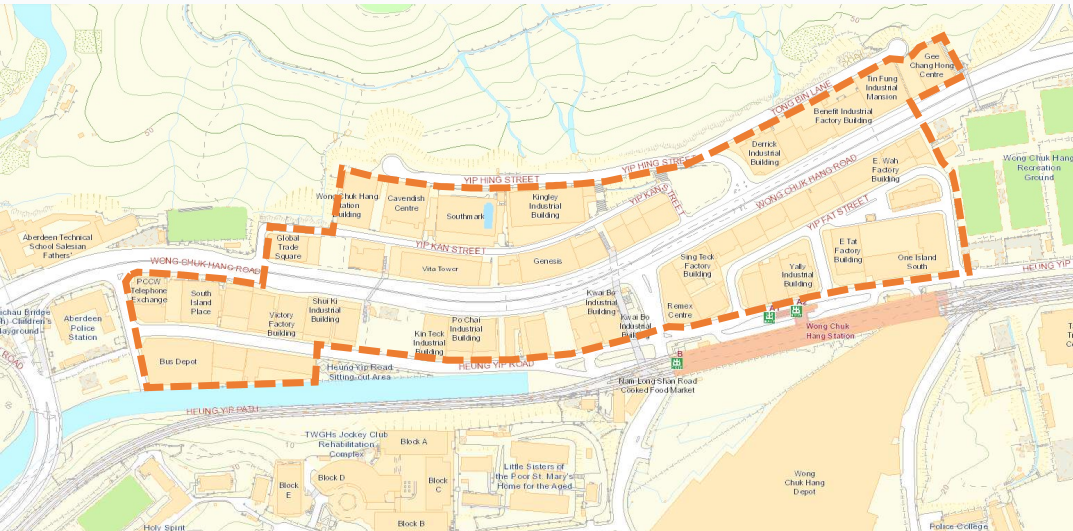 50
Gee
Chang Hong
Centre
Tin Fung
Industrial
Mansion
TONG BIN LANE
Benefit Industrial
Factory Building
50
Derrick
Industrial
Building
WONG CHUK HANG ROAD
E. Wah
Factory
Building
Wong Chuk Hang
Recreation
Ground
YIP HING STREET
YIP HING STREET
Wong Chuk Hang
Building
Cavendish
Centre
Southmark
Kingley
Industrial
Building
YIP KAN STREET
YIP FAT STREET
Aberdeen Technical
School Salesian
Fathers'
Global
Trade
Square
YIP KAN STREET
WONG CHUK HANG ROAD
Vita Tower
Genesis
Sing Teck
Factory
Building
E Tat
Factory
Building
One Island
South
Yally
Industrial
Building
HEUNG YIP
PCCW
Telephone
Exchange
South
Island
Place
Shui Ki
Industrial
Building
Victory
Factory
Building
Kwai Bo
Industrial
Building
Kwai Bo
Industrial
Building
Remex
Centre
A
A2
Bridge
Children's
Playground
Aberdeen
Police
Station
Po Chai
Industrial
Building
Kin Teck
Industrial
Building
Wong Chuk
Hang Station
B
Bus Depot
HEUNG YIP ROAD
ROAD
Heung Yip Road
Sitting-out Area
Nam Long Shan Road
Cooked Food Market
HEUNG YIP PATH
TWGHs Jockey Club
Rehabilitation
Complex
Block A
Block
E
Block D
Block
C
Block B
Little Sisters of
the Poor St. Mary's
Home for the Aged
Wong
Chuk Hang
Depot
Holy Spirit
Police College